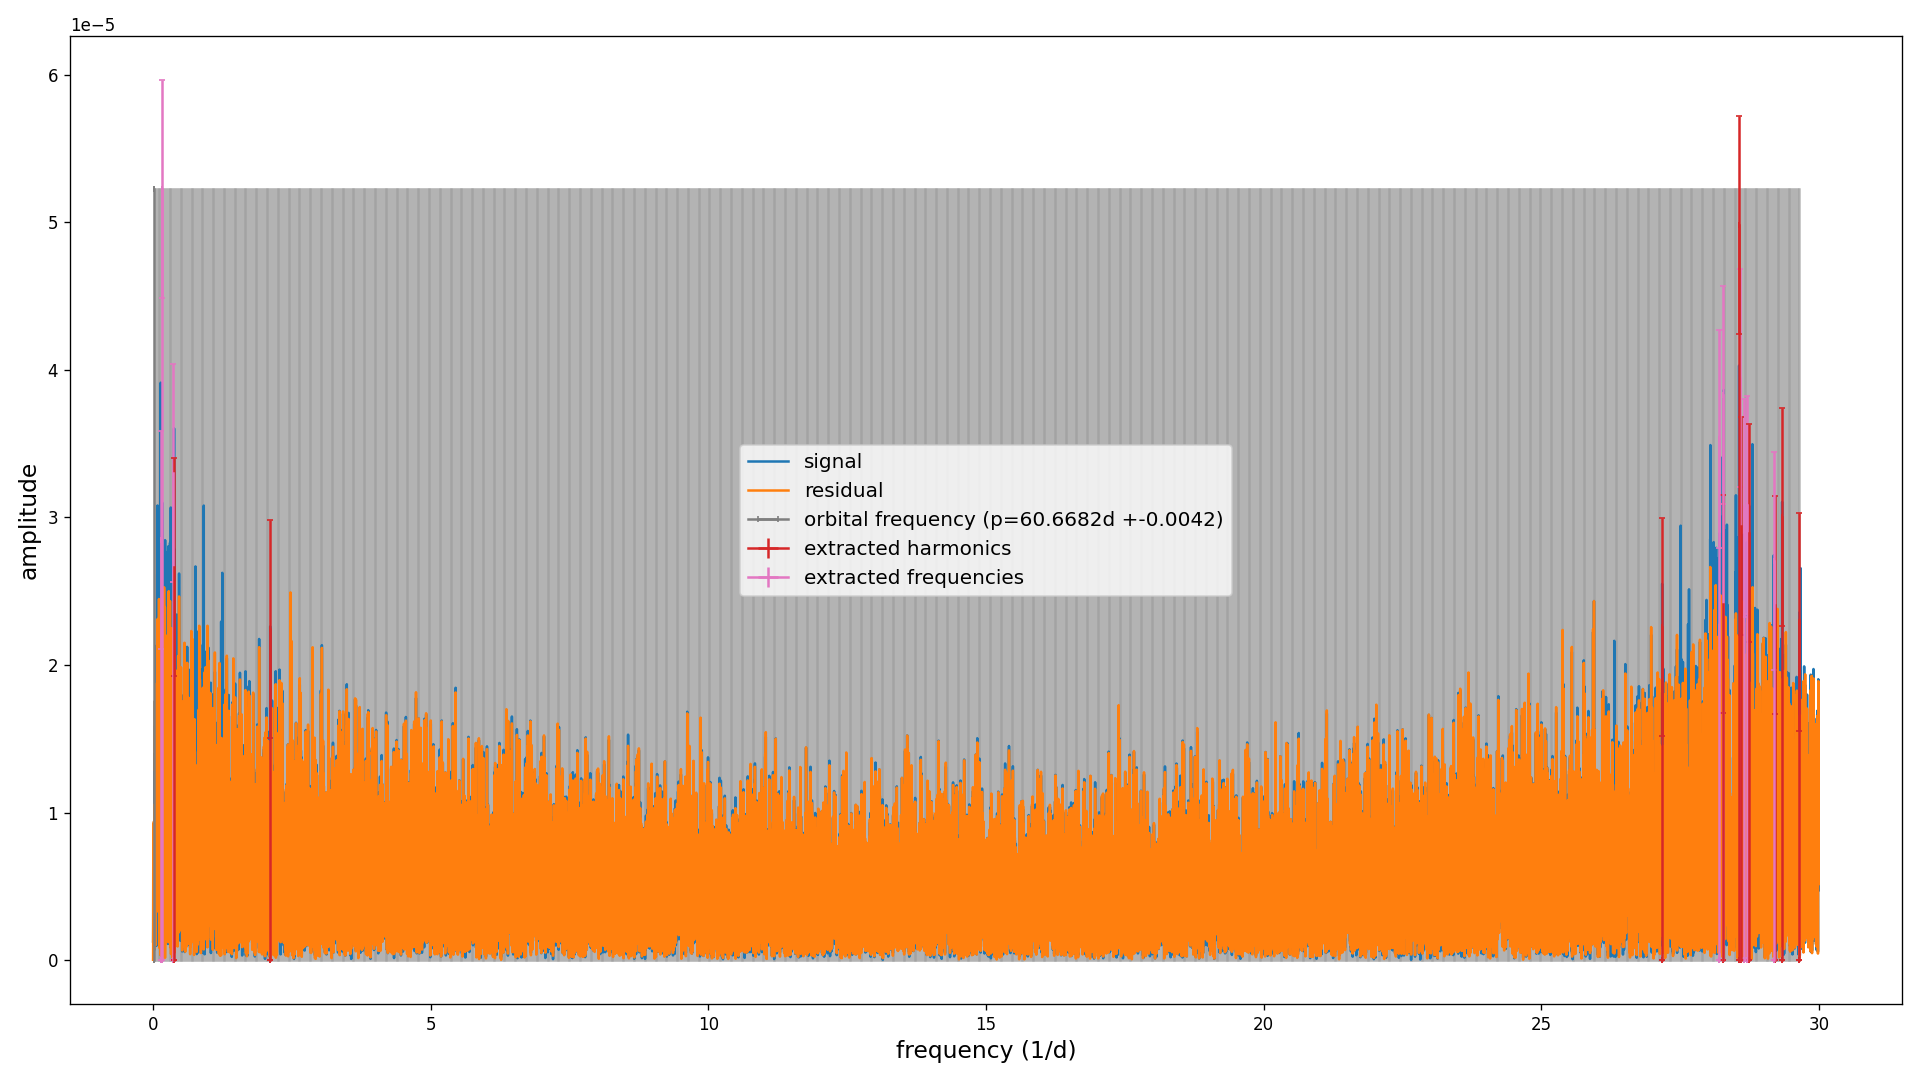 1e−5
6
5
4
3
2
1
0
amplitude
signal
residual
orbital frequency (p=60.6682d +-0.0042)
extracted harmonics
extracted frequencies
0 5 10 15 20 25 30
frequency (1/d)